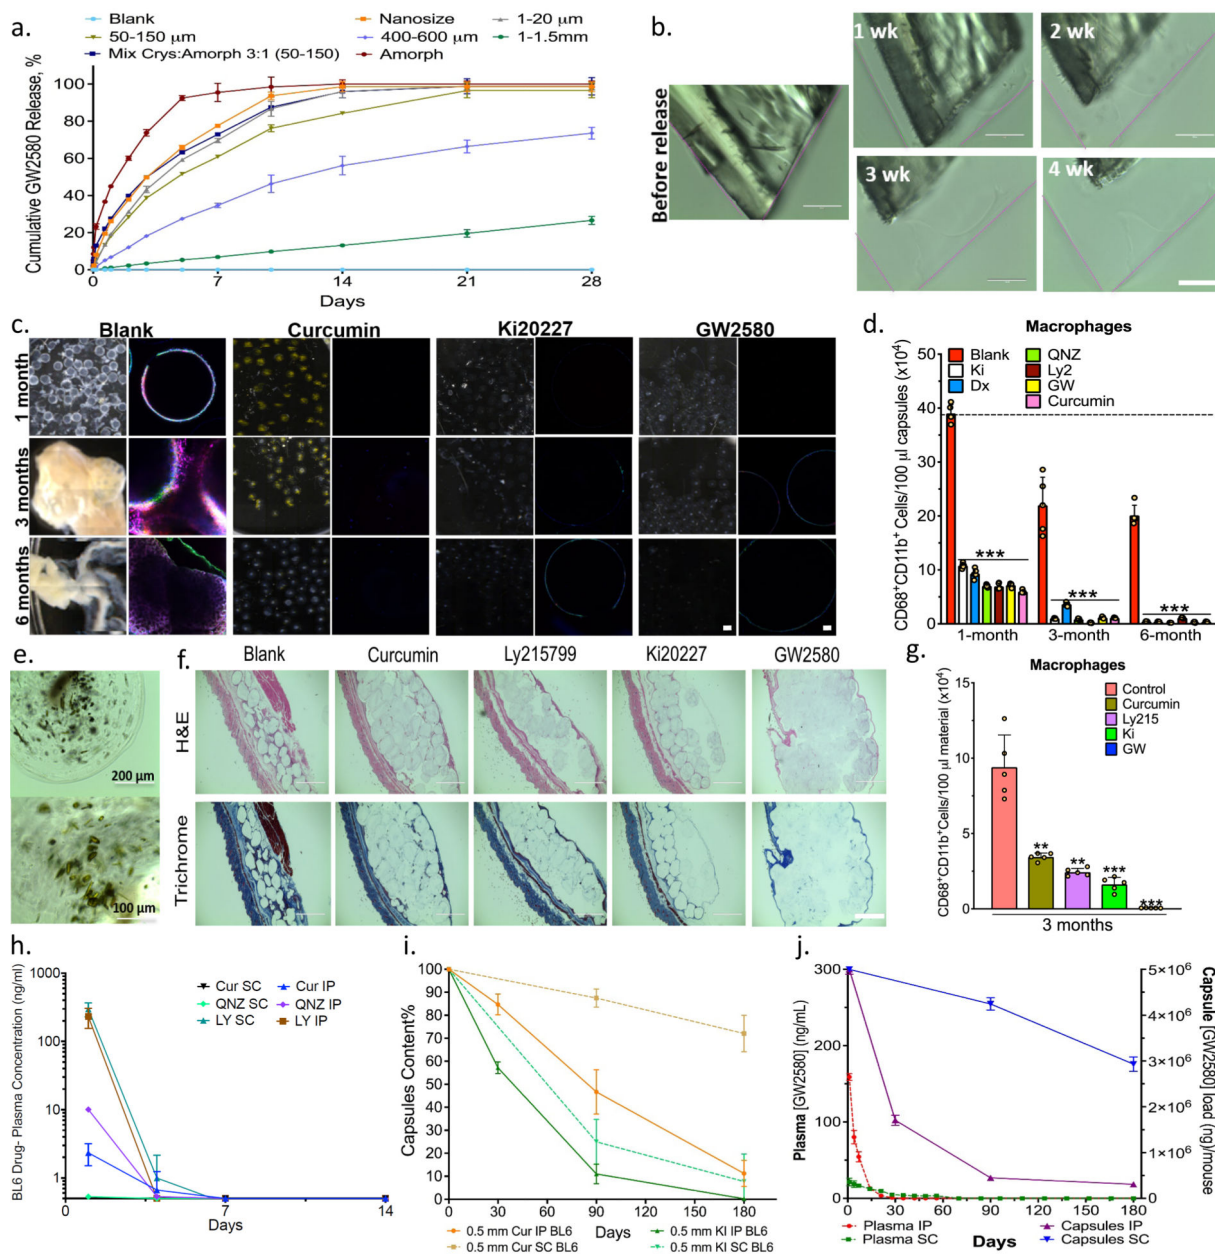 a.
Blank
Nanosize
1-20 µm
50-150 µm
400-600 µm
1-1.5mm
Mix Crys:Amorph 3:1 (50-150)
Amorph
Cumulative GW2580 Release, %
100
80
60
40
20
0
0 7 14 21 28
Days
b.
Before release
1 wk
2 wk
3 wk
4 wk
c.
Blank
Curcumin
Ki20227
GW2580
1 month
3 months
6 months
d.
Macrophages
Blank
QNZ
Ki
Ly2
Dx
GW
Curcumin
CD68+CD11b+ Cells/100 µl capsules (x10⁴)
50
40
30
20
10
0
***
***
***
1-month 3-month 6-month
e.
200 µm
100 µm
f.
Blank
Curcumin
Ly215799
Ki20227
GW2580
H&E
Trichrome
g.
Macrophages
Control
Curcumin
Ly215
Ki
GW
CD68+CD11b+Cells/100 µl material (x10⁴)
15
10
5
0
**
**
***
***
3 months
h.
BL6 Drug- Plasma Concentration (ng/ml)
1000
100
10
1
Cur SC
Cur IP
QNZ SC
QNZ IP
LY SC
LY IP
0 7 14
Days
i.
Capsules Content%
100
90
80
70
60
50
40
30
20
10
0
0 30 60 90 120 150 180
Days
0.5 mm Cur IP BL6
0.5 mm KI IP BL6
0.5 mm Cur SC BL6
0.5 mm KI SC BL6
j.
Plasma [GW2580] (ng/mL)
300
200
100
0
5×10⁶
4×10⁶
3×10⁶
2×10⁶
1×10⁶
0
Capsule [GW2580] load (ng)/mouse
0 30 60 90 120 150 180
Days
Plasma IP
Capsules IP
Plasma SC
Capsules SC